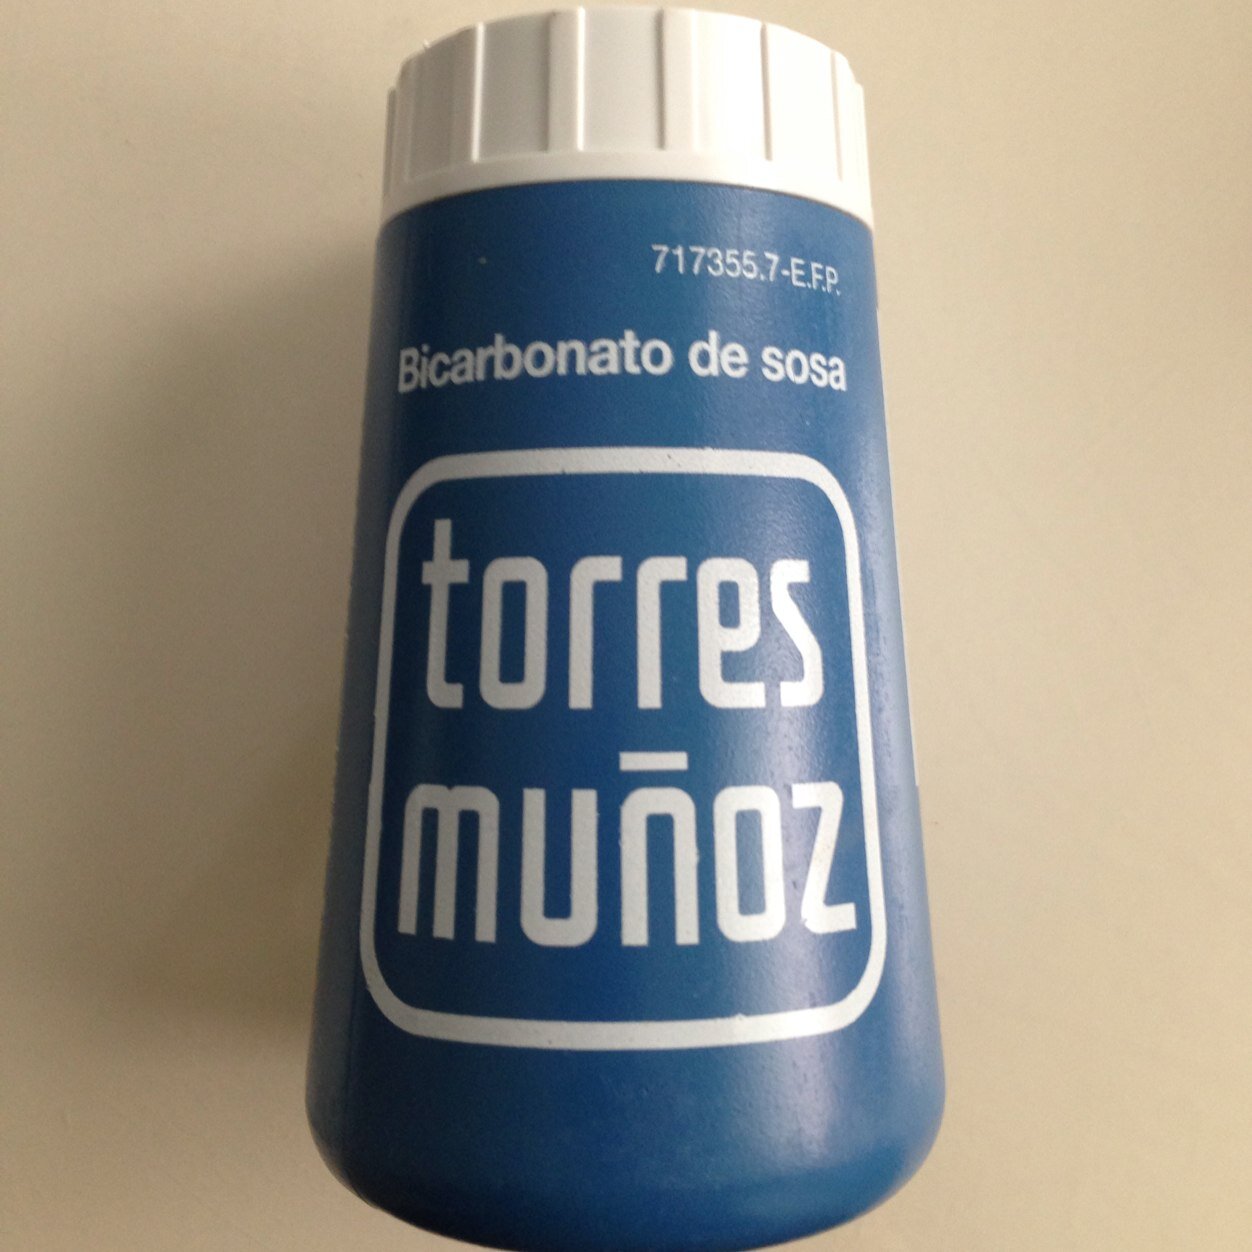 717355.7-E.F.P.
Bicarbonato de sosa
torres
muñoz